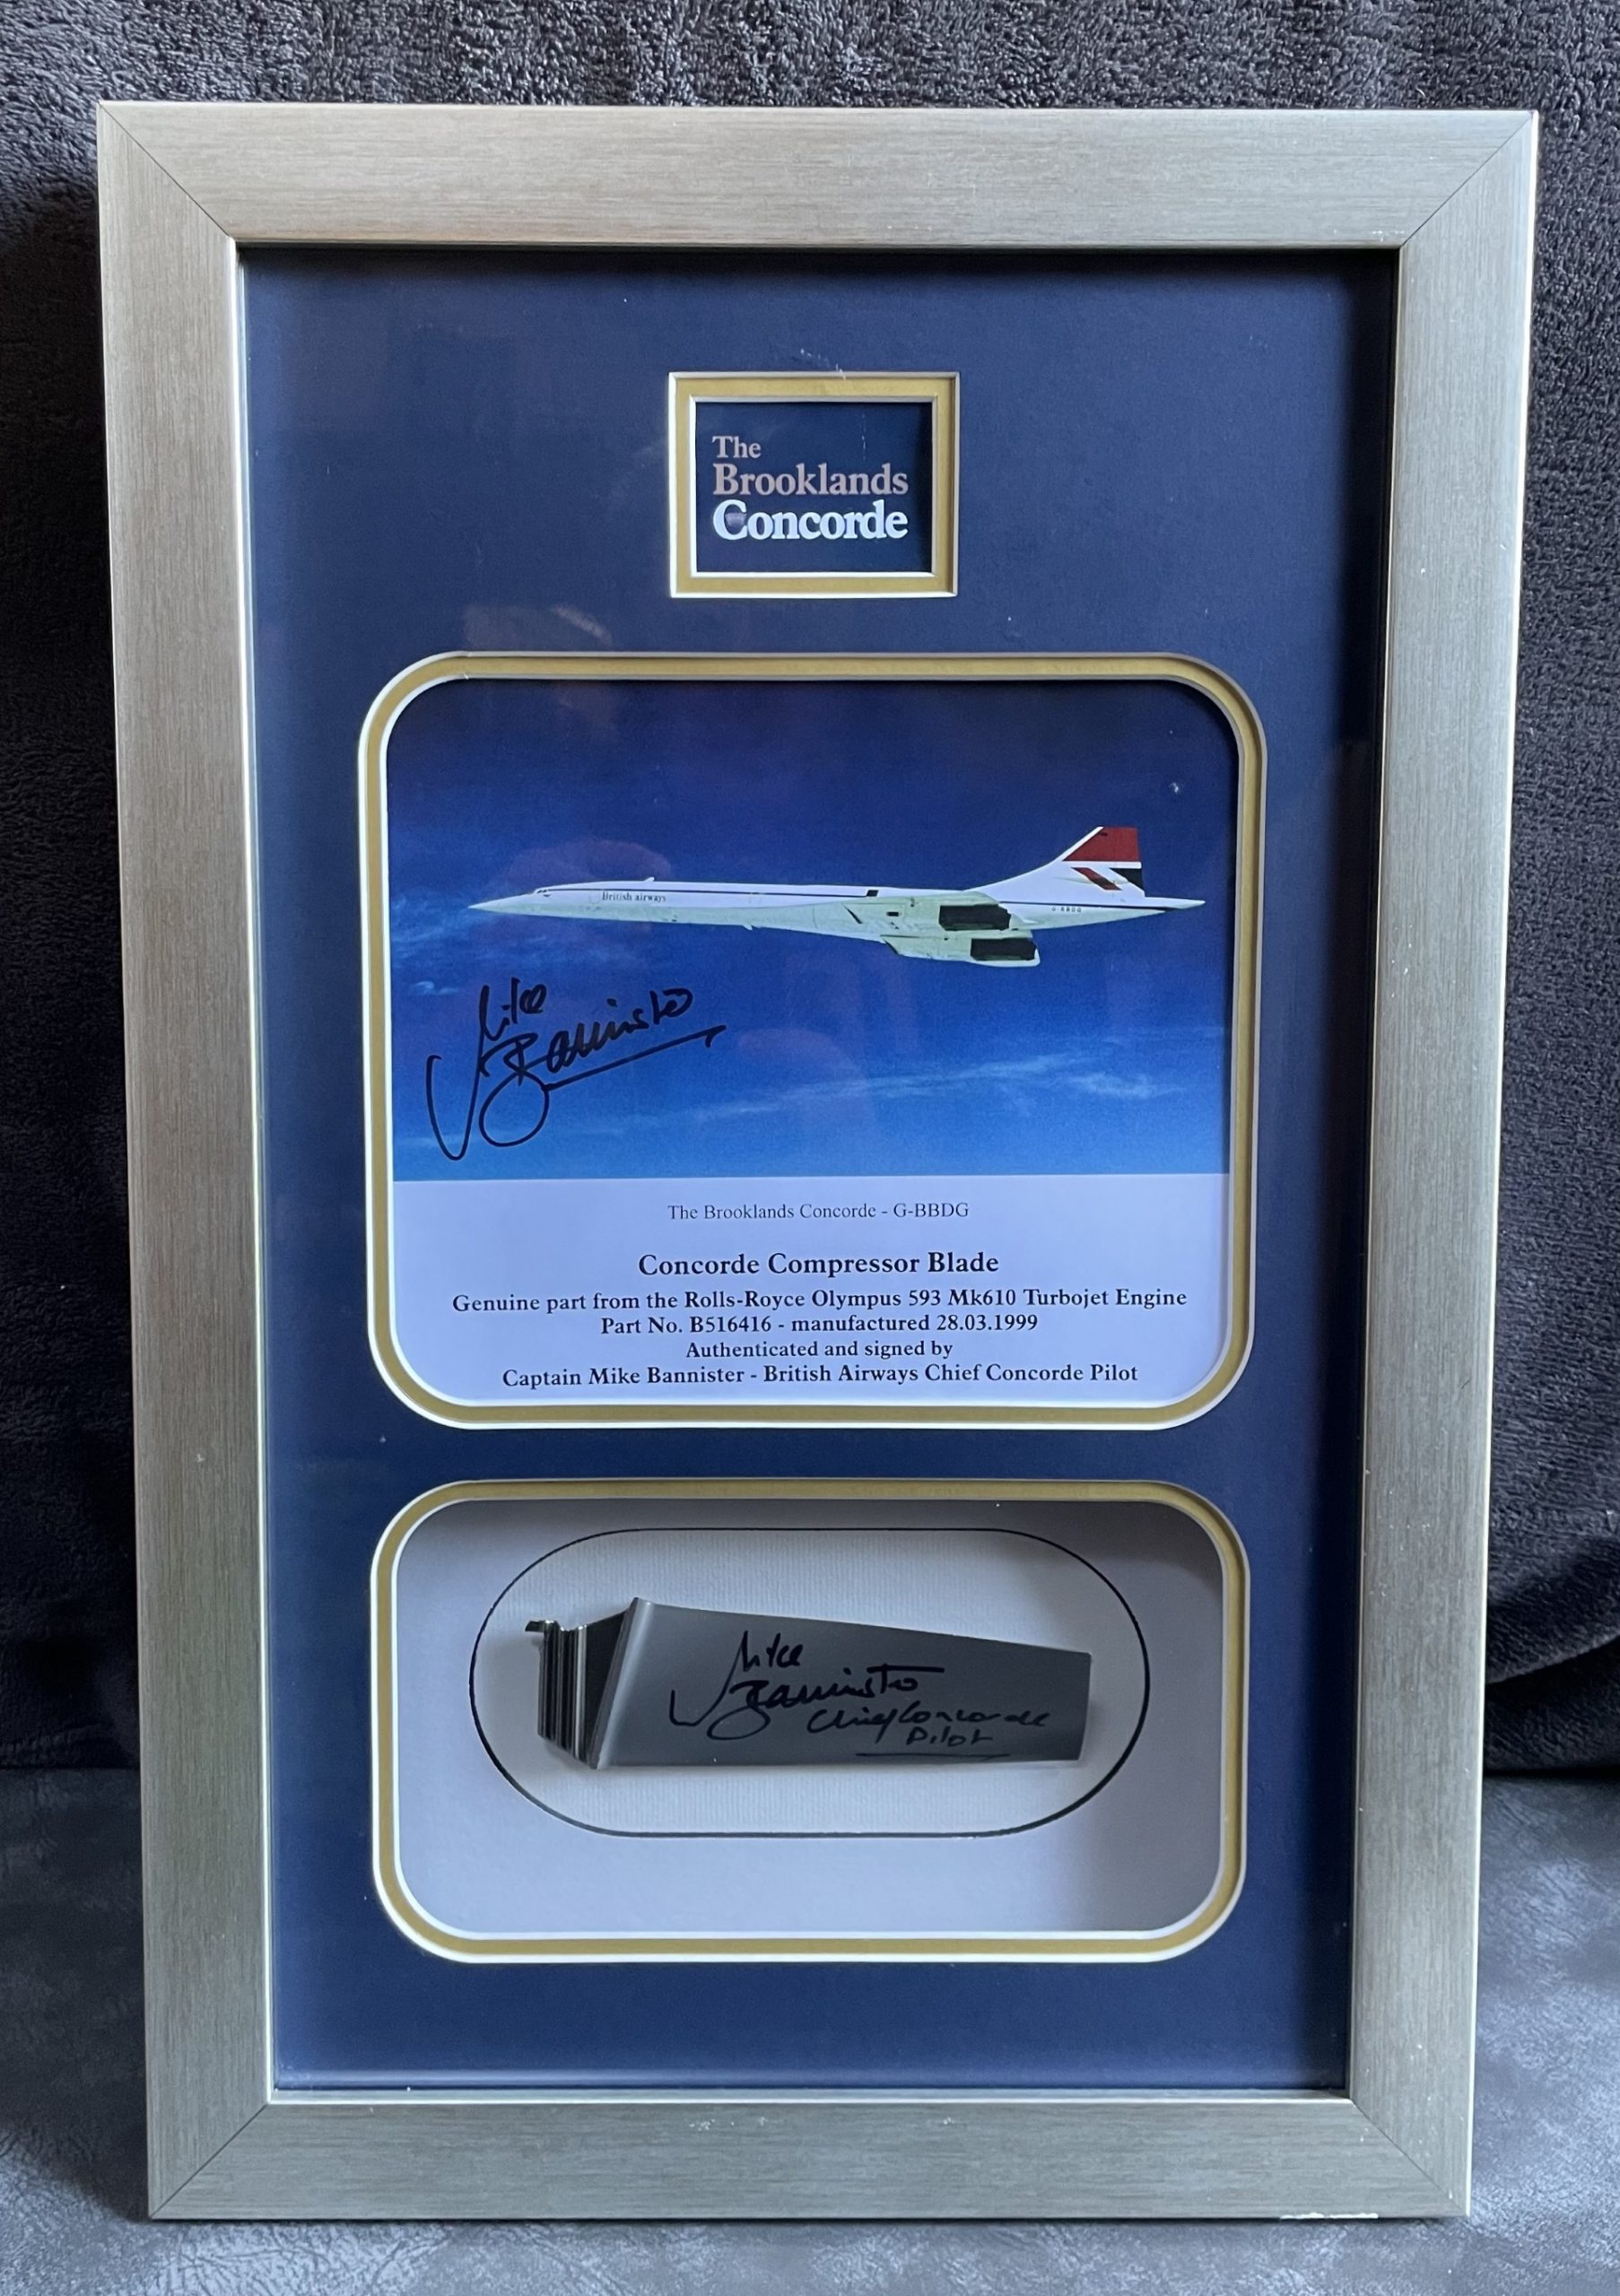 The
Brooklands
Concorde
British airways
G-BBDG
Mike
Bannister
The Brooklands Concorde - G-BBDG
Concorde Compressor Blade
Genuine part from the Rolls-Royce Olympus 593 Mk610 Turbojet Engine
Part No. B516416 - manufactured 28.03.1999
Authenticated and signed by
Captain Mike Bannister - British Airways Chief Concorde Pilot
Mike
Bannister
Chief Concorde
Pilot